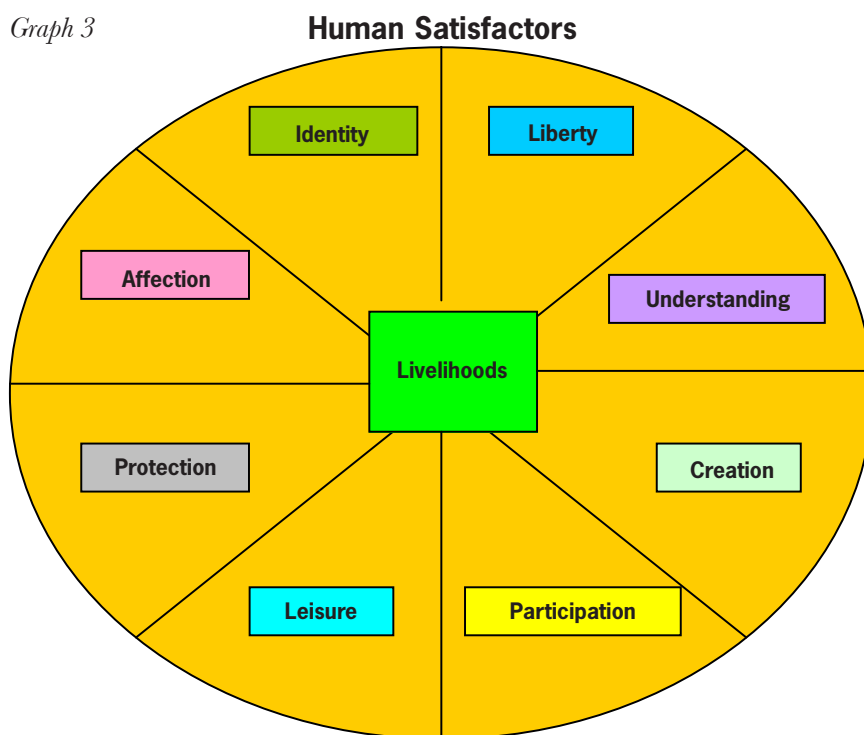 Graph 3
Human Satisfactors
Identity
Liberty
Affection
Understanding
Livelihoods
Protection
Creation
Leisure
Participation